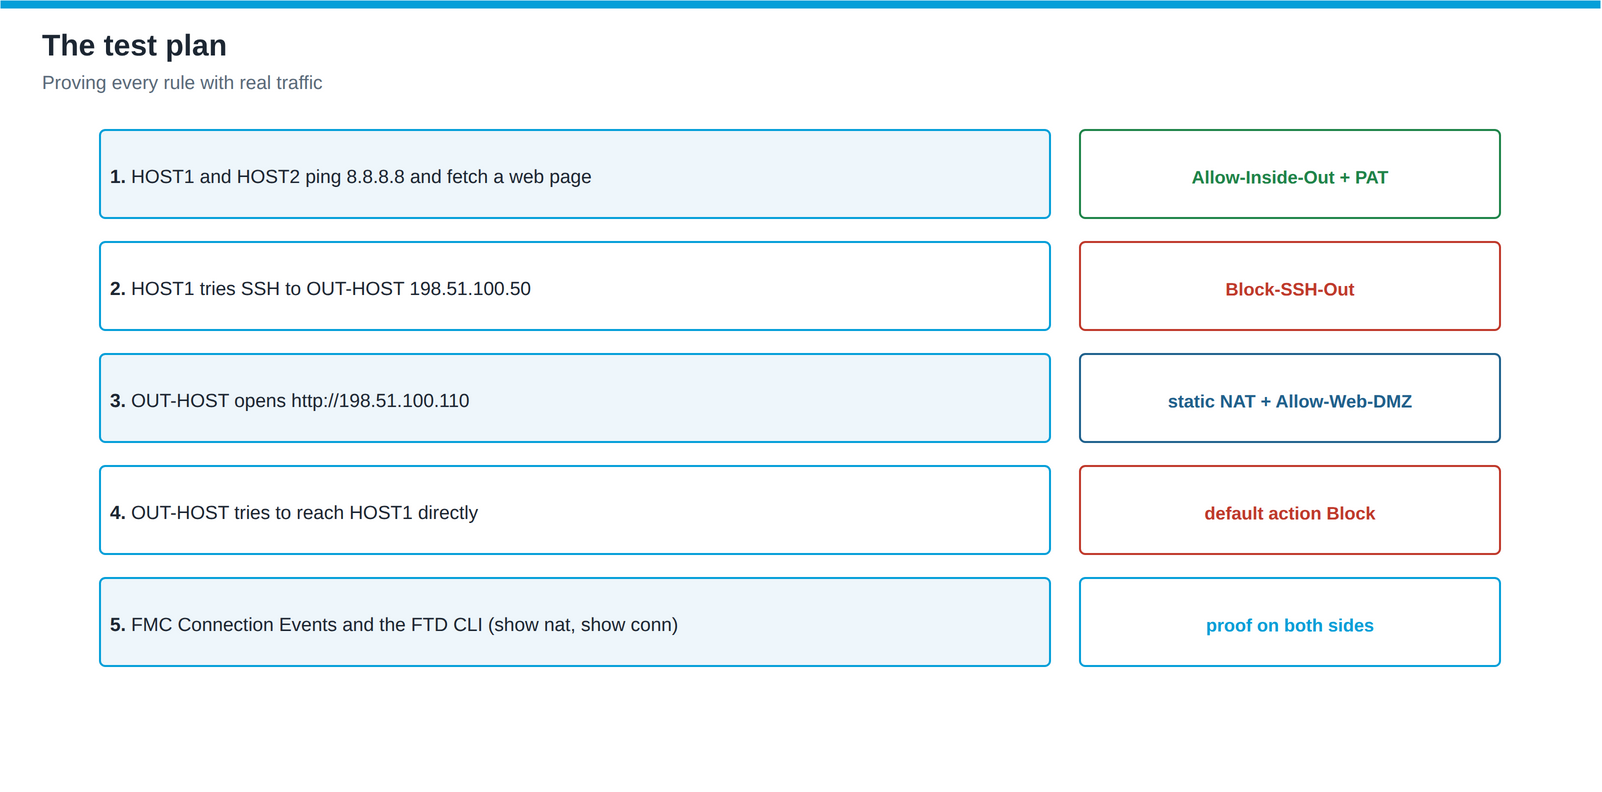 The test plan
Proving every rule with real traffic
1. HOST1 and HOST2 ping 8.8.8.8 and fetch a web page
Allow-Inside-Out + PAT
2. HOST1 tries SSH to OUT-HOST 198.51.100.50
Block-SSH-Out
3. OUT-HOST opens http://198.51.100.110
static NAT + Allow-Web-DMZ
4. OUT-HOST tries to reach HOST1 directly
default action Block
5. FMC Connection Events and the FTD CLI (show nat, show conn)
proof on both sides